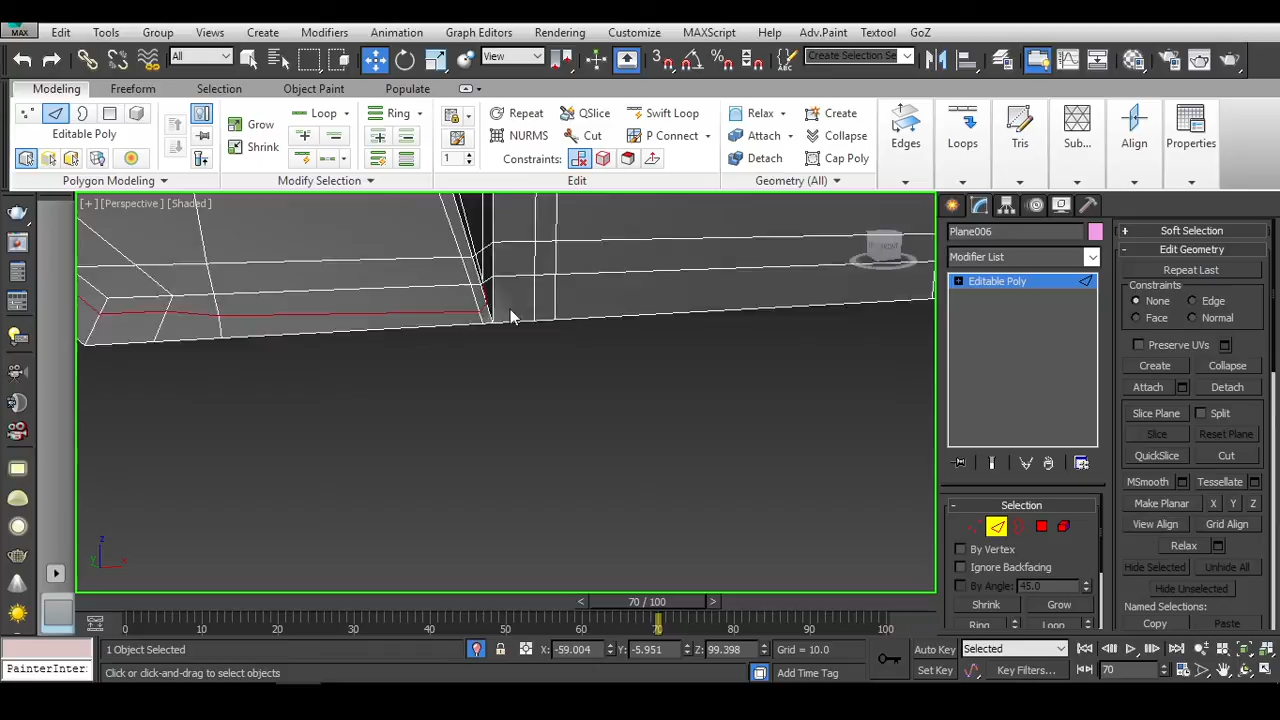 MAX Edit Tools Group Views Create Modifiers Animation Graph Editors Rendering Customize MAXScript Help Adv.Paint Textool GoZ
All View 3 Create Selection Se
Modeling Freeform Selection Object Paint Populate
Loop Ring Repeat QSlice Swift Loop Relax Create
Grow NURMS Cut P Connect Attach Collapse Edges Loops Tris Sub... Align Properties
Editable Poly Shrink 1 Constraints: Detach Cap Poly
Polygon Modeling Modify Selection Edit Geometry (All)
[+] [Perspective] [Shaded]
FRONT
z
x
y
Plane006
Modifier List
Editable Poly
Selection
By Vertex
Ignore Backfacing
By Angle: 45.0
Shrink Grow
Ring Loop
+ Soft Selection
- Edit Geometry
Repeat Last
Constraints
None Edge
Face Normal
Preserve UVs
Create Collapse
Attach Detach
Slice Plane Split
Slice Reset Plane
QuickSlice Cut
MSmooth Tessellate
Make Planar X Y Z
View Align Grid Align
Relax
Hide Selected Unhide All
Hide Unselected
Named Selections:
Copy Paste
< 70 / 100 >
0 10 20 30 40 50 60 70 80 90 100
1 Object Selected X: -59.004 Y: -5.951 Z: 99.398 Grid = 10.0 Auto Key Selected
PainterInter Click or click-and-drag to select objects Add Time Tag Set Key Key Filters... 70